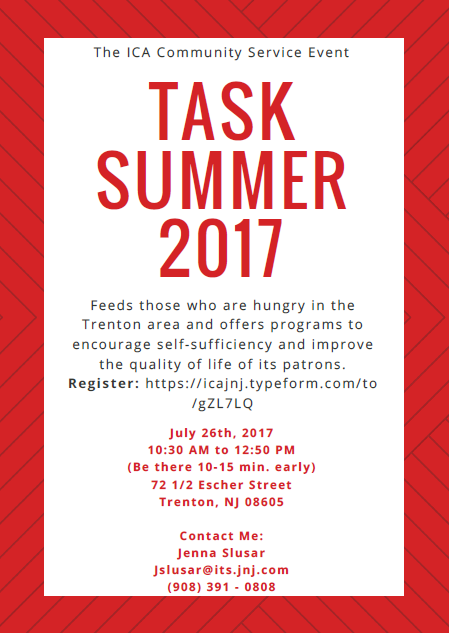 The ICA Community Service Event
TASK
SUMMER
2017
Feeds those who are hungry in the
Trenton area and offers programs to
encourage self-sufficiency and improve
the quality of life of its patrons.
Register: https://icajnj.typeform.com/to
/gZL7LQ
July 26th, 2017
10:30 AM to 12:50 PM
(Be there 10-15 min. early)
72 1/2 Escher Street
Trenton, NJ 08605
Contact Me:
Jenna Slusar
Jslusar@its.jnj.com
(908) 391 - 0808